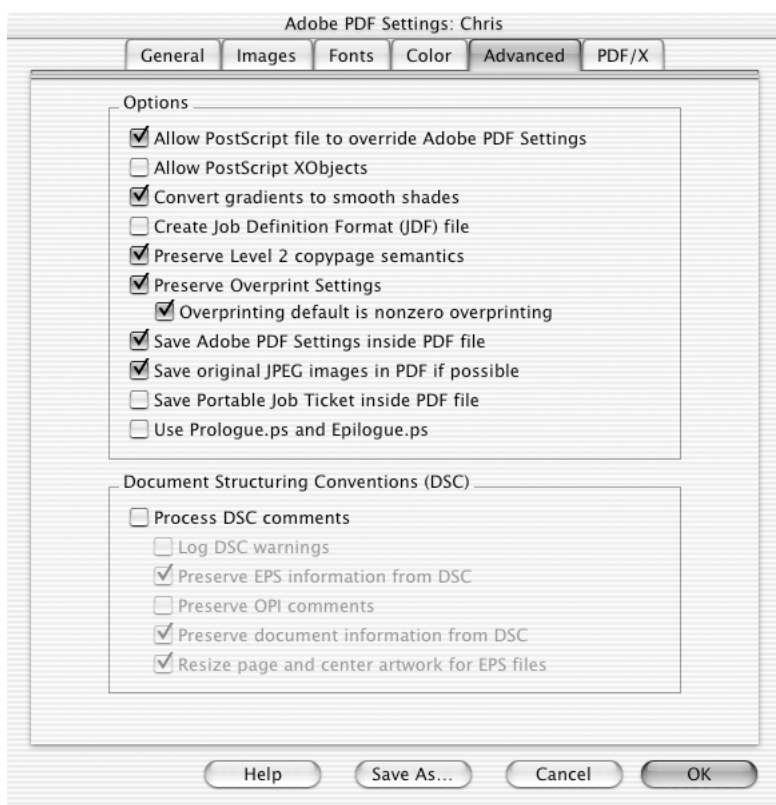 Adobe PDF Settings: Chris
General Images Fonts Color Advanced PDF/X
Options
Allow PostScript file to override Adobe PDF Settings
Allow PostScript XObjects
Convert gradients to smooth shades
Create Job Definition Format (JDF) file
Preserve Level 2 copypage semantics
Preserve Overprint Settings
Overprinting default is nonzero overprinting
Save Adobe PDF Settings inside PDF file
Save original JPEG images in PDF if possible
Save Portable Job Ticket inside PDF file
Use Prologue.ps and Epilogue.ps
Document Structuring Conventions (DSC)
Process DSC comments
Log DSC warnings
Preserve EPS information from DSC
Preserve OPI comments
Preserve document information from DSC
Resize page and center artwork for EPS files
Help Save As... Cancel OK